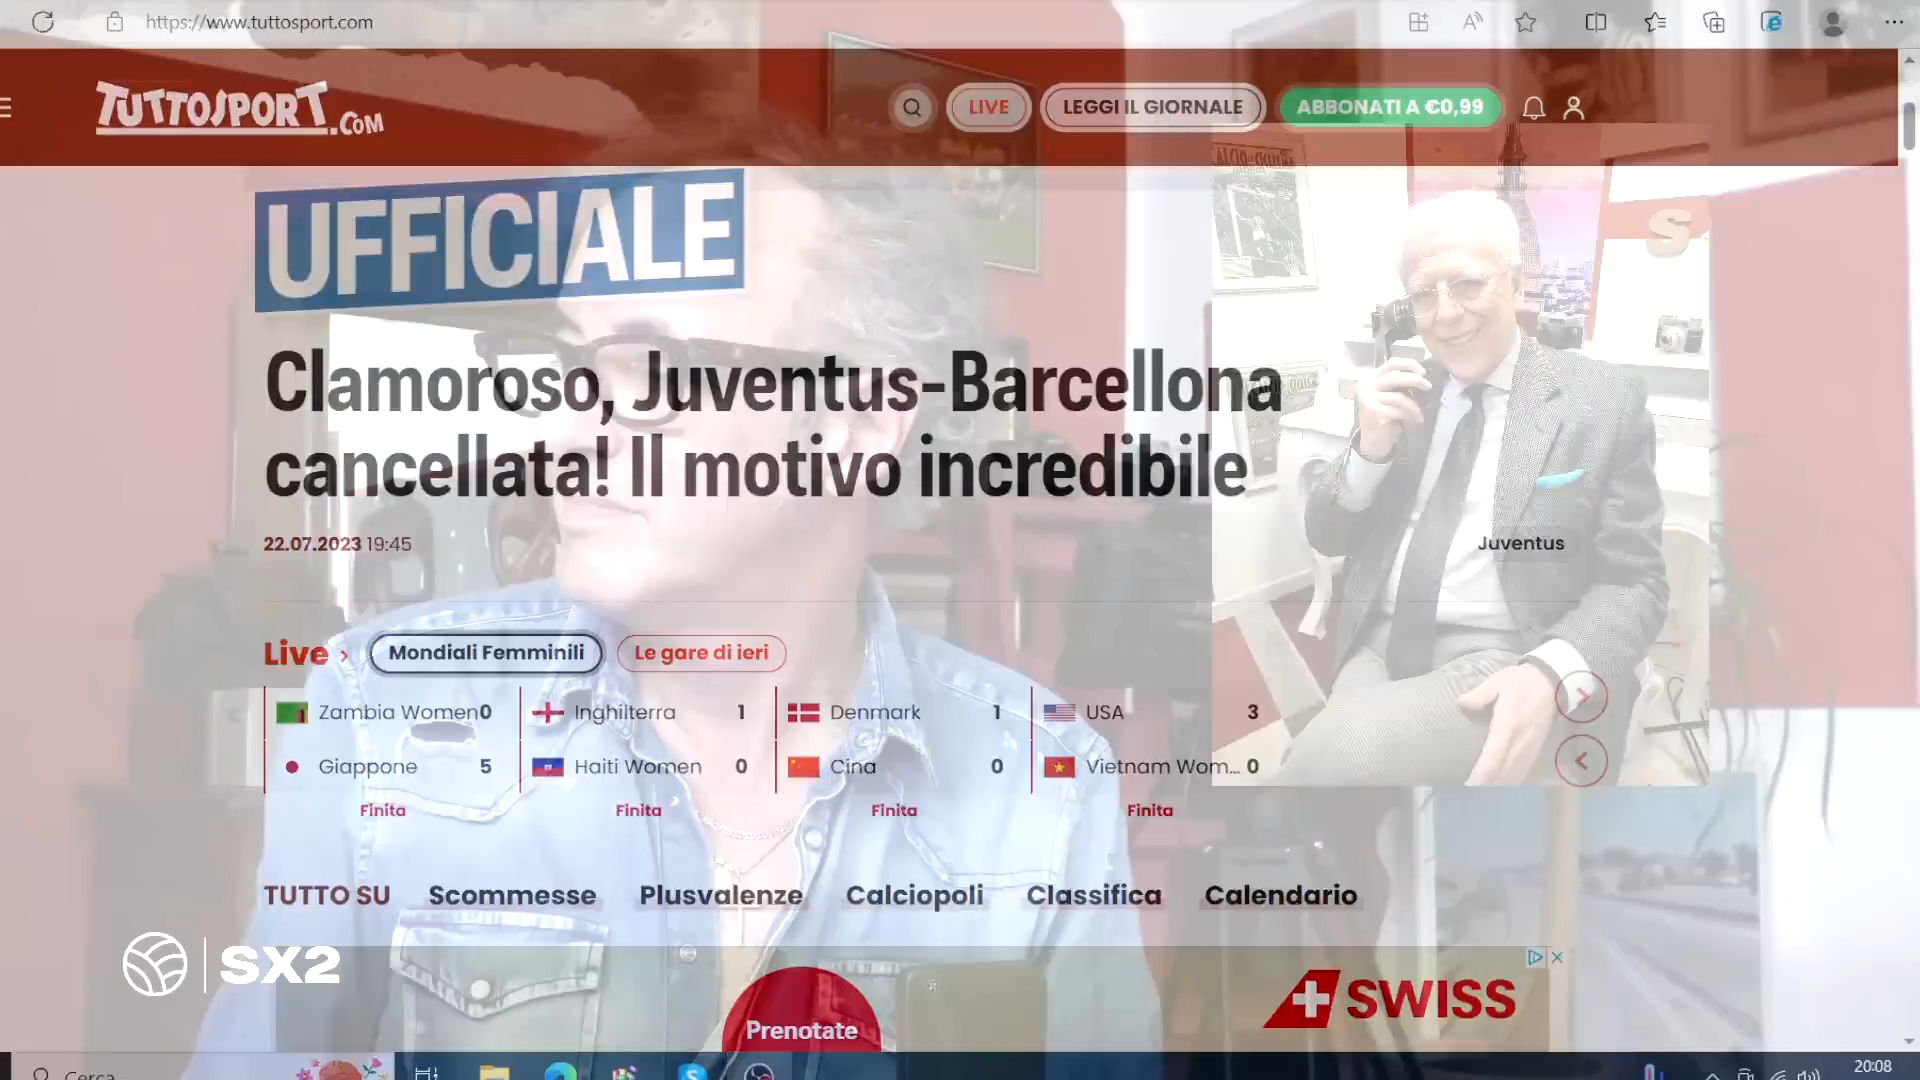 https://www.tuttosport.com
TUTTOSPORT.COM
LIVE
LEGGI IL GIORNALE
ABBONATI A €0,99
UFFICIALE
Clamoroso, Juventus-Barcellona
cancellata! Il motivo incredibile
22.07.2023 19:45
Juventus
S
Live
Mondiali Femminili
Le gare di ieri
Zambia Women 0
Giappone 5
Finita
Inghilterra 1
Haiti Women 0
Finita
Denmark 1
Cina 0
Finita
USA 3
Vietnam Wom... 0
Finita
TUTTO SU Scommesse Plusvalenze Calciopoli Classifica Calendario
SX2
Prenotate
SWISS
Cerca
20:08